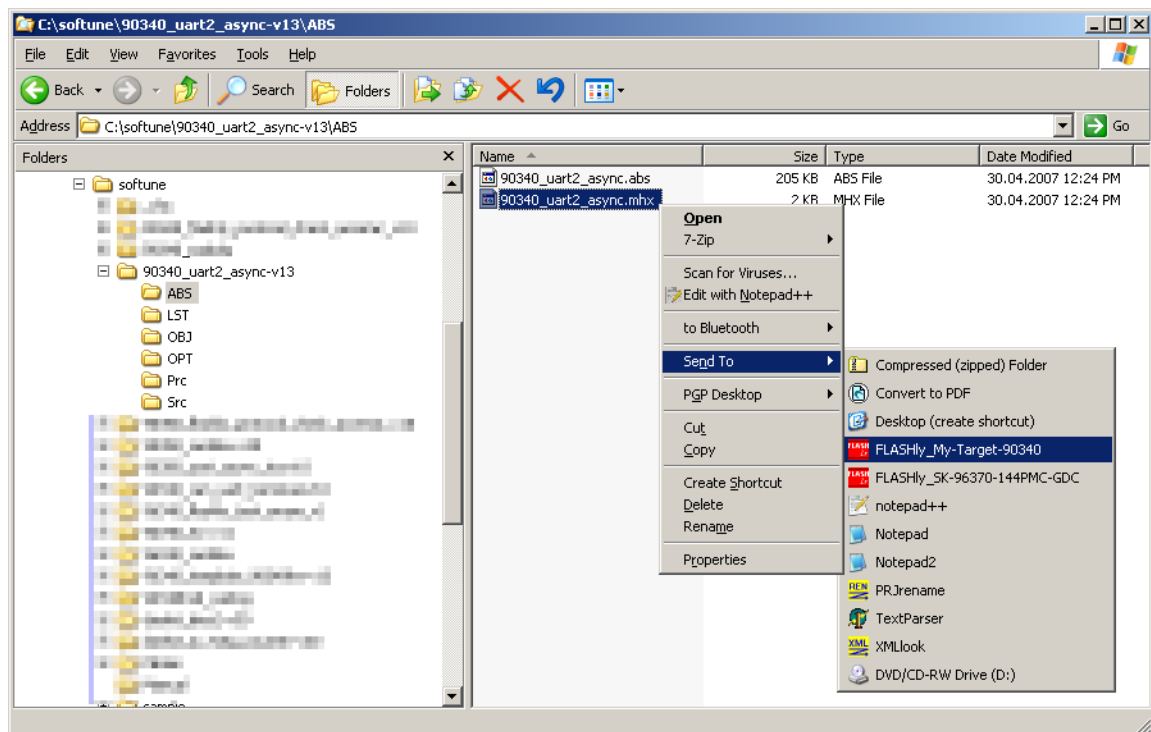 C:\softune\90340_uart2_async-v13\ABS
File Edit View Favorites Tools Help
Back Search Folders
Address C:\softune\90340_uart2_async-v13\ABS Go
Folders x
Name Size Type Date Modified
softune
90340_uart2_async-v13
ABS
LST
OBJ
OPT
Prc
Src
sample
90340_uart2_async.abs 205 KB ABS File 30.04.2007 12:24 PM
90340_uart2_async.mhx 2 KB MHX File 30.04.2007 12:24 PM
Open
7-Zip
Scan for Viruses...
Edit with Notepad++
to Bluetooth
Send To
PGP Desktop
Cut
Copy
Create Shortcut
Delete
Rename
Properties
Compressed (zipped) Folder
Convert to PDF
Desktop (create shortcut)
FLASHly_My-Target-90340
FLASHly_SK-96370-144PMC-GDC
notepad++
Notepad
Notepad2
REN PRJrename
TextParser
XML XMLlook
DVD/CD-RW Drive (D:)